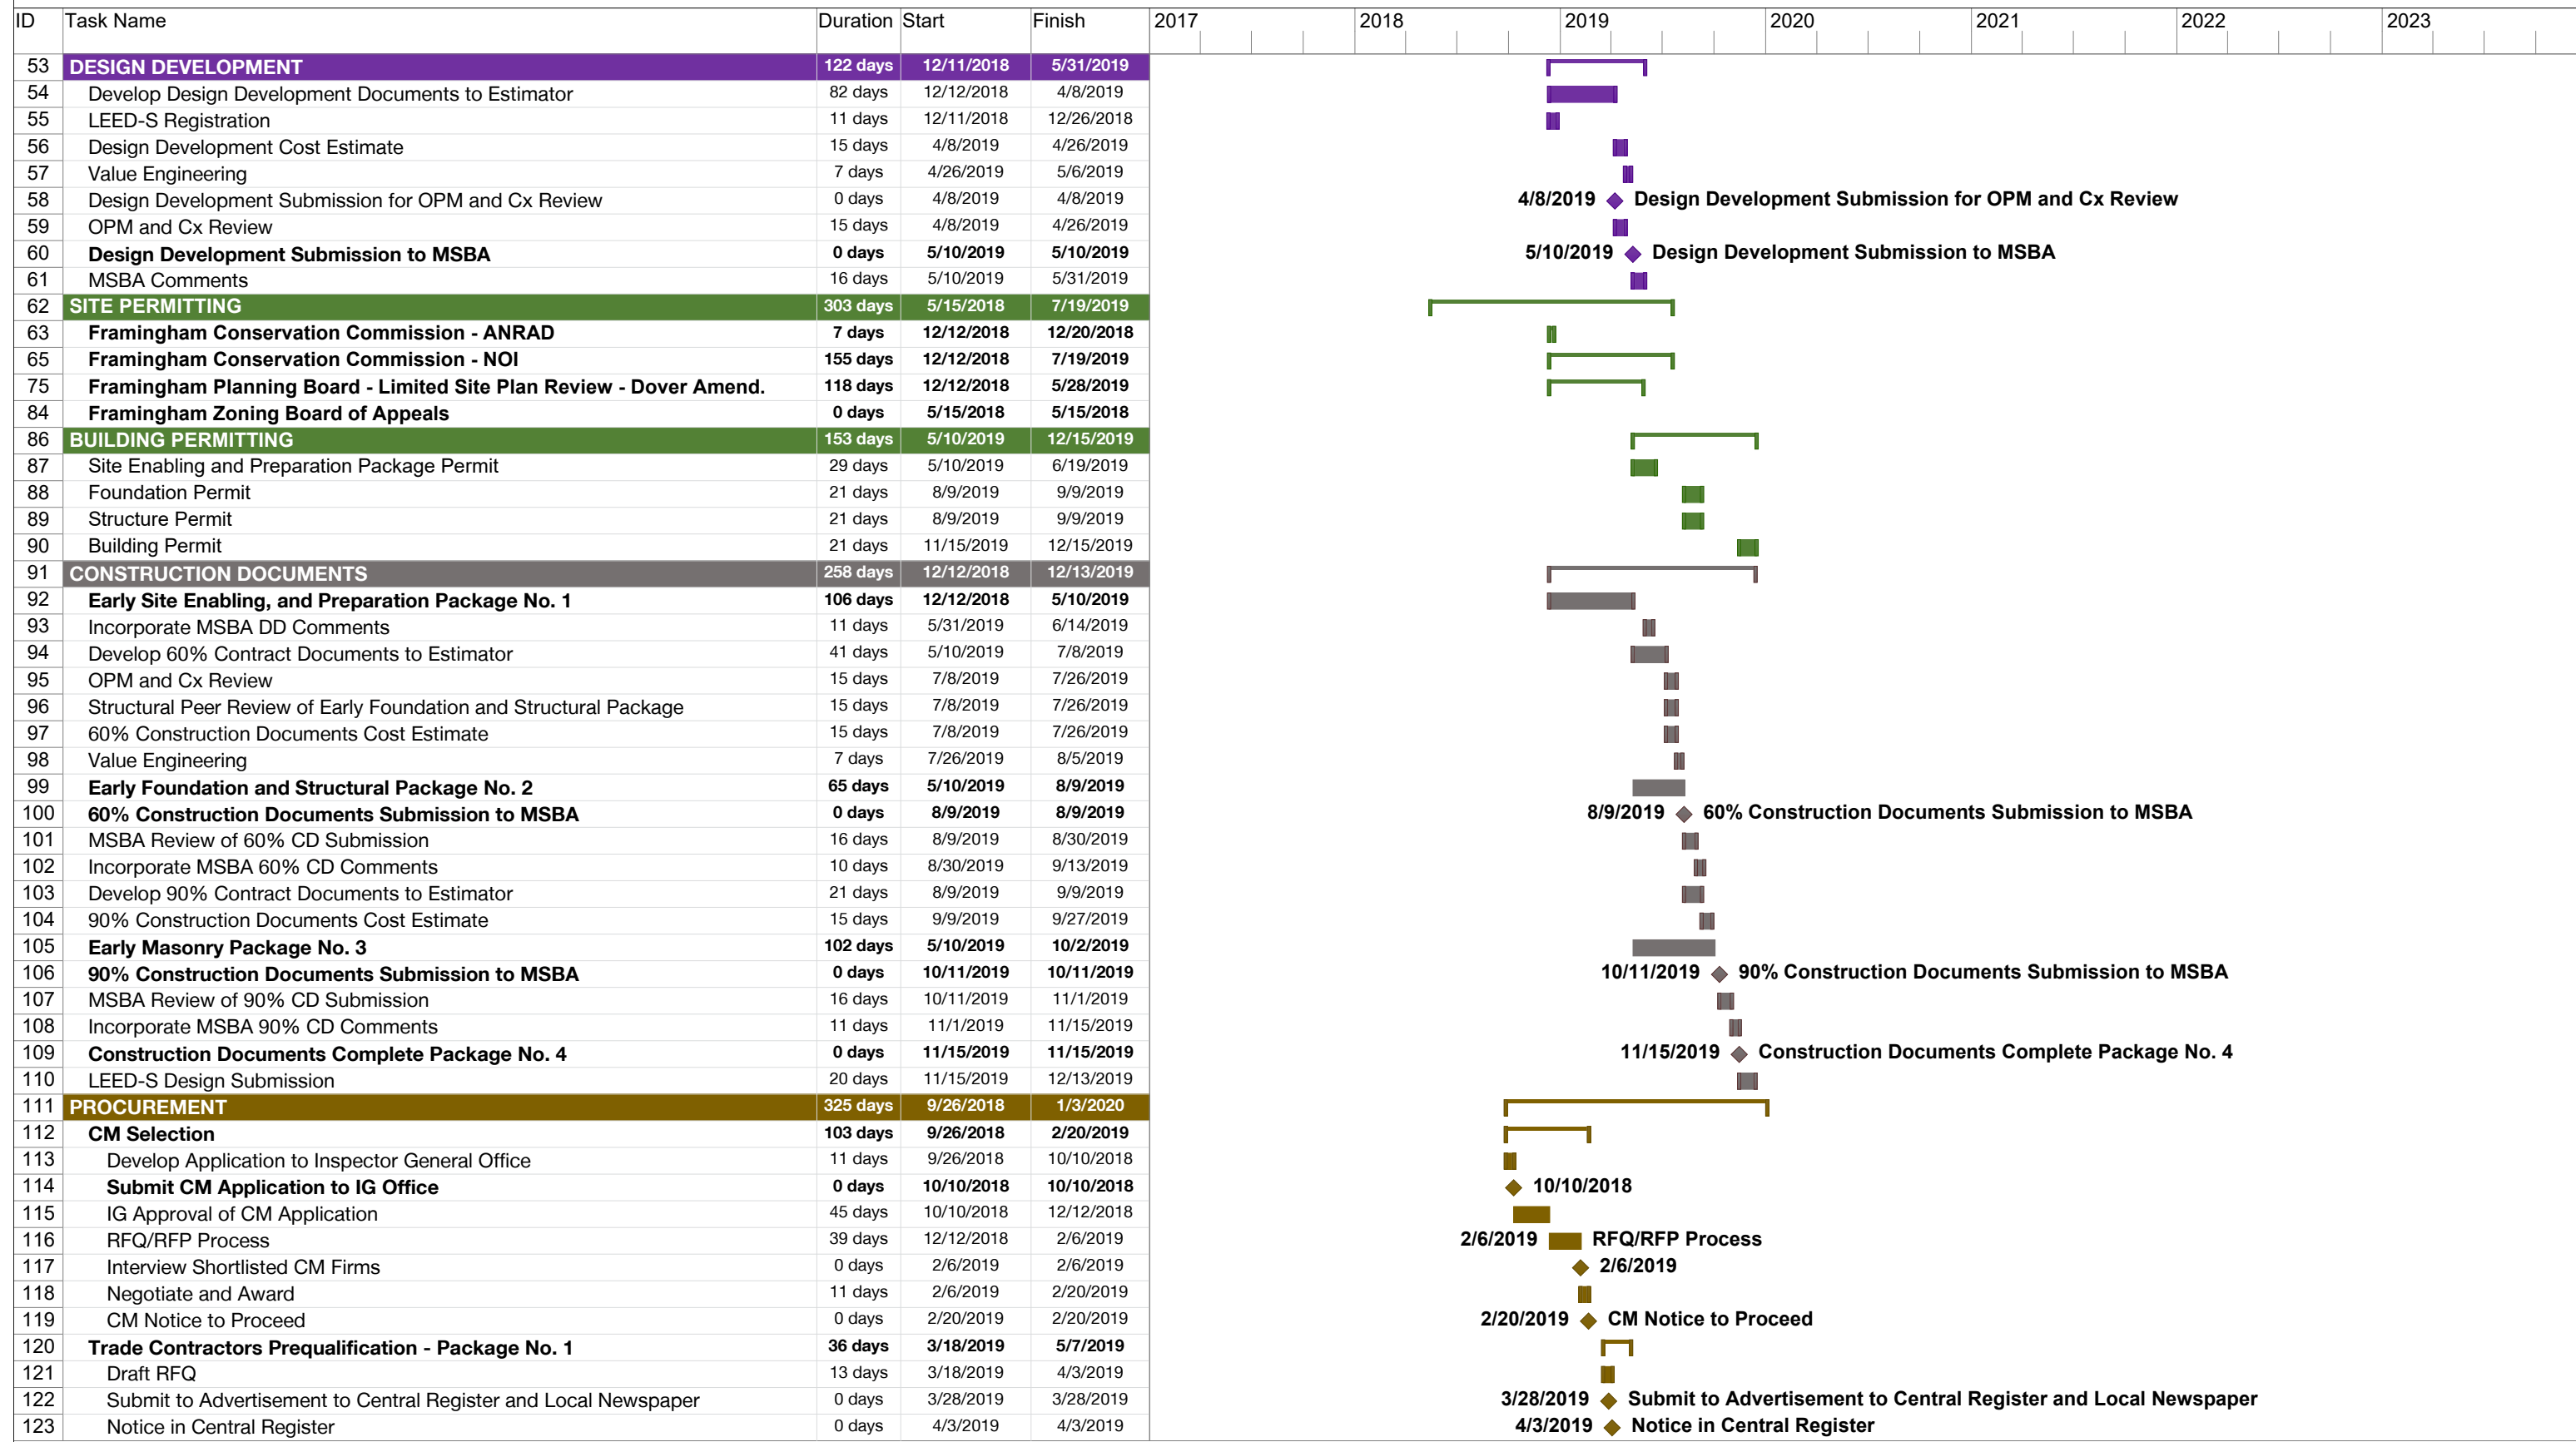 ID Task Name Duration Start Finish 2017 2018 2019 2020 2021 2022 2023
53 DESIGN DEVELOPMENT 122 days 12/11/2018 5/31/2019
54 Develop Design Development Documents to Estimator 82 days 12/12/2018 4/8/2019
55 LEED-S Registration 11 days 12/11/2018 12/26/2018
56 Design Development Cost Estimate 15 days 4/8/2019 4/26/2019
57 Value Engineering 7 days 4/26/2019 5/6/2019
58 Design Development Submission for OPM and Cx Review 0 days 4/8/2019 4/8/2019 4/8/2019 Design Development Submission for OPM and Cx Review
59 OPM and Cx Review 15 days 4/8/2019 4/26/2019
60 Design Development Submission to MSBA 0 days 5/10/2019 5/10/2019 5/10/2019 Design Development Submission to MSBA
61 MSBA Comments 16 days 5/10/2019 5/31/2019
62 SITE PERMITTING 303 days 5/15/2018 7/19/2019
63 Framingham Conservation Commission - ANRAD 7 days 12/12/2018 12/20/2018
65 Framingham Conservation Commission - NOI 155 days 12/12/2018 7/19/2019
75 Framingham Planning Board - Limited Site Plan Review - Dover Amend. 118 days 12/12/2018 5/28/2019
84 Framingham Zoning Board of Appeals 0 days 5/15/2018 5/15/2018
86 BUILDING PERMITTING 153 days 5/10/2019 12/15/2019
87 Site Enabling and Preparation Package Permit 29 days 5/10/2019 6/19/2019
88 Foundation Permit 21 days 8/9/2019 9/9/2019
89 Structure Permit 21 days 8/9/2019 9/9/2019
90 Building Permit 21 days 11/15/2019 12/15/2019
91 CONSTRUCTION DOCUMENTS 258 days 12/12/2018 12/13/2019
92 Early Site Enabling, and Preparation Package No. 1 106 days 12/12/2018 5/10/2019
93 Incorporate MSBA DD Comments 11 days 5/31/2019 6/14/2019
94 Develop 60% Contract Documents to Estimator 41 days 5/10/2019 7/8/2019
95 OPM and Cx Review 15 days 7/8/2019 7/26/2019
96 Structural Peer Review of Early Foundation and Structural Package 15 days 7/8/2019 7/26/2019
97 60% Construction Documents Cost Estimate 15 days 7/8/2019 7/26/2019
98 Value Engineering 7 days 7/26/2019 8/5/2019
99 Early Foundation and Structural Package No. 2 65 days 5/10/2019 8/9/2019
100 60% Construction Documents Submission to MSBA 0 days 8/9/2019 8/9/2019 8/9/2019 60% Construction Documents Submission to MSBA
101 MSBA Review of 60% CD Submission 16 days 8/9/2019 8/30/2019
102 Incorporate MSBA 60% CD Comments 10 days 8/30/2019 9/13/2019
103 Develop 90% Contract Documents to Estimator 21 days 8/9/2019 9/9/2019
104 90% Construction Documents Cost Estimate 15 days 9/9/2019 9/27/2019
105 Early Masonry Package No. 3 102 days 5/10/2019 10/2/2019
106 90% Construction Documents Submission to MSBA 0 days 10/11/2019 10/11/2019 10/11/2019 90% Construction Documents Submission to MSBA
107 MSBA Review of 90% CD Submission 16 days 10/11/2019 11/1/2019
108 Incorporate MSBA 90% CD Comments 11 days 11/1/2019 11/15/2019
109 Construction Documents Complete Package No. 4 0 days 11/15/2019 11/15/2019 11/15/2019 Construction Documents Complete Package No. 4
110 LEED-S Design Submission 20 days 11/15/2019 12/13/2019
111 PROCUREMENT 325 days 9/26/2018 1/3/2020
112 CM Selection 103 days 9/26/2018 2/20/2019
113 Develop Application to Inspector General Office 11 days 9/26/2018 10/10/2018
114 Submit CM Application to IG Office 0 days 10/10/2018 10/10/2018 10/10/2018
115 IG Approval of CM Application 45 days 10/10/2018 12/12/2018
116 RFQ/RFP Process 39 days 12/12/2018 2/6/2019 2/6/2019 RFQ/RFP Process
117 Interview Shortlisted CM Firms 0 days 2/6/2019 2/6/2019 2/6/2019
118 Negotiate and Award 11 days 2/6/2019 2/20/2019
119 CM Notice to Proceed 0 days 2/20/2019 2/20/2019 2/20/2019 CM Notice to Proceed
120 Trade Contractors Prequalification - Package No. 1 36 days 3/18/2019 5/7/2019
121 Draft RFQ 13 days 3/18/2019 4/3/2019
122 Submit to Advertisement to Central Register and Local Newspaper 0 days 3/28/2019 3/28/2019 3/28/2019 Submit to Advertisement to Central Register and Local Newspaper
123 Notice in Central Register 0 days 4/3/2019 4/3/2019 4/3/2019 Notice in Central Register